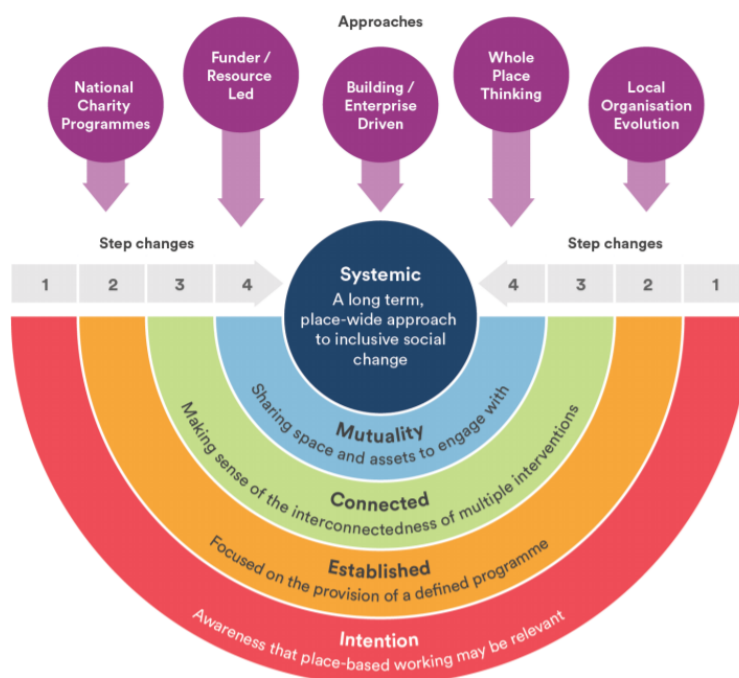 Approaches
National
Charity
Programmes
Funder /
Resource
Led
Building /
Enterprise
Driven
Whole
Place
Thinking
Local
Organisation
Evolution
Step changes
Step changes
1 2 3 4
4 3 2 1
Systemic
A long term,
place-wide approach
to inclusive social
change
Mutuality
Sharing space and assets to engage with
Connected
Making sense of the interconnectedness of multiple interventions
Established
Focused on the provision of a defined programme
Intention
Awareness that place-based working may be relevant